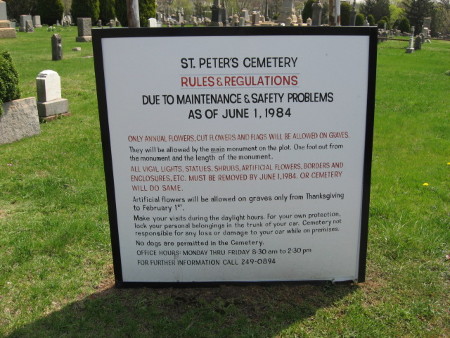 ST. PETER'S CEMETERY
RULES & REGULATIONS
DUE TO MAINTENANCE & SAFETY PROBLEMS
AS OF JUNE 1, 1984
ONLY ANNUAL FLOWERS, CUT FLOWERS AND FLAGS WILL BE ALLOWED ON GRAVES.
They will be allowed by the main monument on the plot. One foot out from
the monument and the length of the monument.
ALL VIGIL LIGHTS, STATUES, SHRUBS, ARTIFICIAL FLOWERS, BORDERS AND
ENCLOSURES, ETC. MUST BE REMOVED BY JUNE 1, 1984. OR CEMETERY
WILL DO SAME.
Artificial flowers will be allowed on graves only from Thanksgiving
to February 1st.
Make your visits during the daylight hours. For your own protection,
lock your personal belongings in the trunk of your car. Cemetery not
responsible for any loss or damage to your car while on premises.
No dogs are permitted in the Cemetery.
OFFICE HOURS: MONDAY THRU FRIDAY 8:30 am to 2:30 pm
FOR FURTHER INFORMATION CALL 249-0894